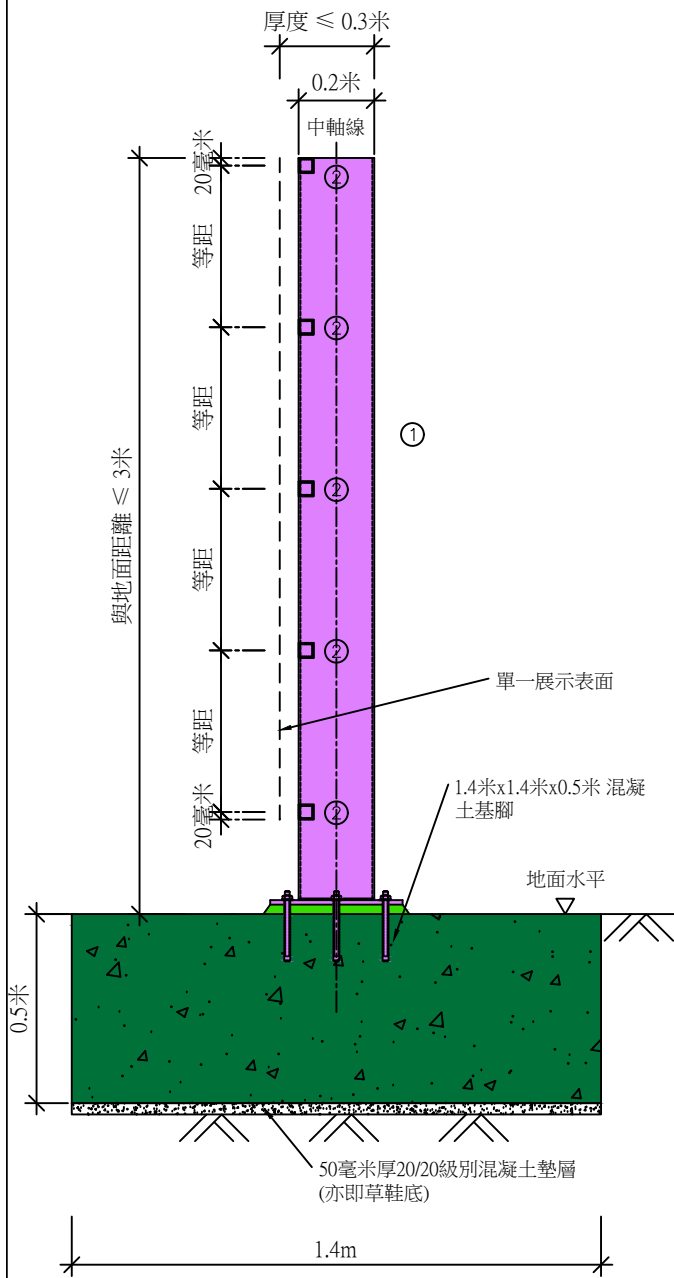 厚度 ≤ 0.3米
0.2米
中軸線
20毫米
②
等距
②
等距
①
與地面距離 ≤ 3米
②
等距
②
單一展示表面
等距
1.4米x1.4米x0.5米 混凝
土基腳
20毫米
②
地面水平
0.5米
50毫米厚20/20級別混凝土墊層
(亦即草鞋底)
1.4m